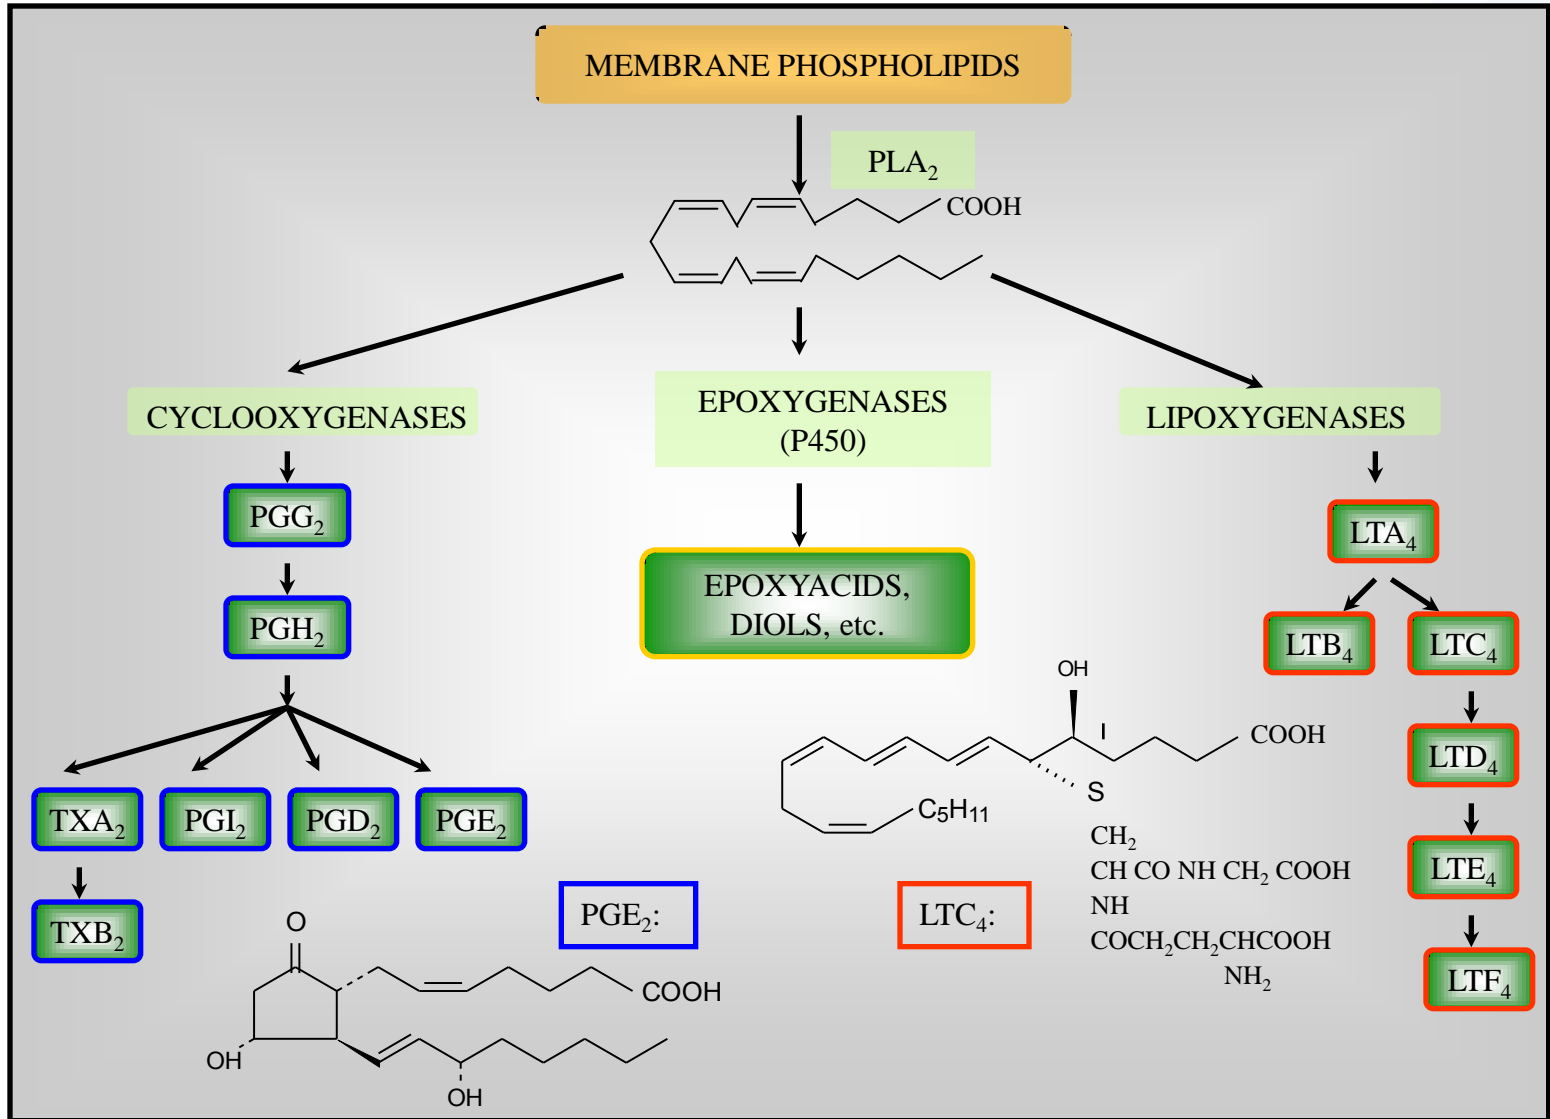 MEMBRANE PHOSPHOLIPIDS
PLA₂
COOH
CYCLOOXYGENASES
EPOXYGENASES
(P450)
LIPOXYGENASES
PGG₂
LTA₄
EPOXYACIDS,
DIOLS, etc.
PGH₂
LTB₄
LTC₄
OH
I
COOH
S
C₅H₁₁
LTD₄
TXA₂
PGI₂
PGD₂
PGE₂
CH₂
CH CO NH CH₂ COOH
NH
COCH₂CH₂CHCOOH
NH₂
LTE₄
TXB₂
PGE₂:
LTC₄:
LTF₄
O
COOH
OH
OH